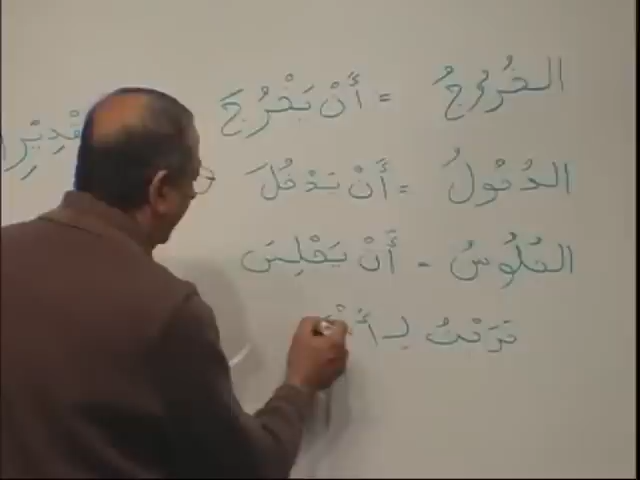 الخُرُوجُ = أَنْ يَخْرُجَ
الدُخُولُ = أَنْ يَدْخُلَ
الجُلُوسُ - أَنْ يَجْلِسَ
لِـ أَنْ